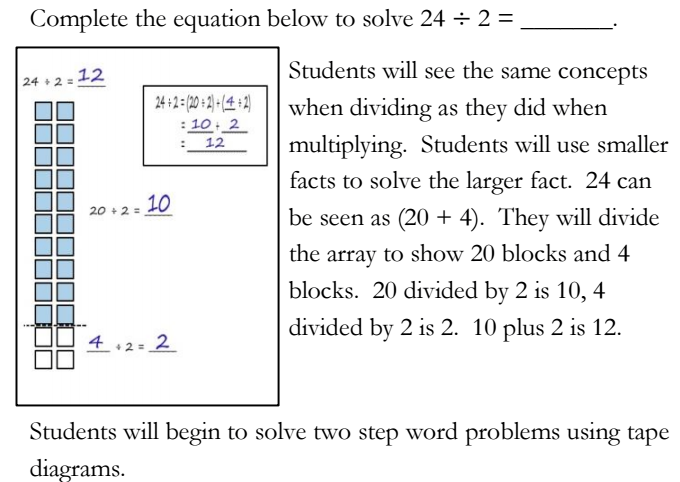 Complete the equation below to solve 24 ÷ 2 = _______.
24 ÷ 2 = 12
24 ÷ 2 = (20 ÷ 2) + (4 ÷ 2)
= 10 + 2
= 12
20 ÷ 2 = 10
4 ÷ 2 = 2
Students will see the same concepts
when dividing as they did when
multiplying. Students will use smaller
facts to solve the larger fact. 24 can
be seen as (20 + 4). They will divide
the array to show 20 blocks and 4
blocks. 20 divided by 2 is 10, 4
divided by 2 is 2. 10 plus 2 is 12.
Students will begin to solve two step word problems using tape
diagrams.